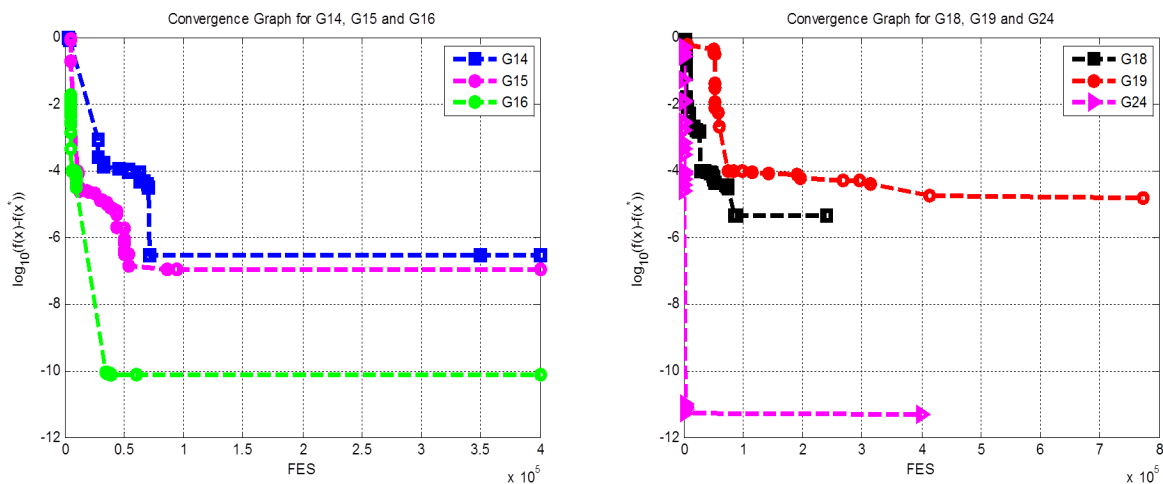 Convergence Graph for G14, G15 and G16
0
-2
-4
-6
-8
-10
-12
log10(f(x)-f(x*))
0 0.5 1 1.5 2 2.5 3 3.5 4
x 10^5
FES
G14
G15
G16
Convergence Graph for G18, G19 and G24
0
-2
-4
-6
-8
-10
-12
log10(f(x)-f(x*))
0 1 2 3 4 5 6 7 8
x 10^5
FES
G18
G19
G24